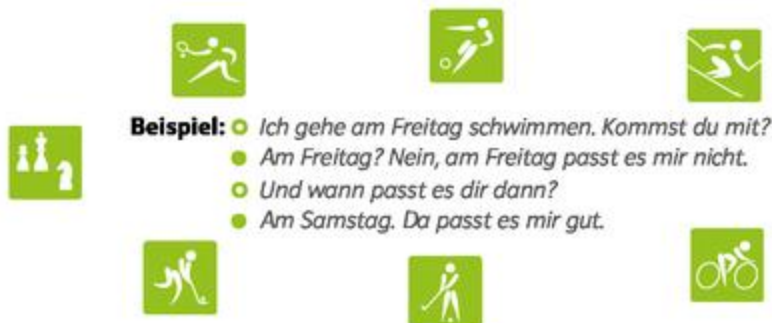 Beispiel: Ich gehe am Freitag schwimmen. Kommst du mit?
Am Freitag? Nein, am Freitag passt es mir nicht.
Und wann passt es dir dann?
Am Samstag. Da passt es mir gut.